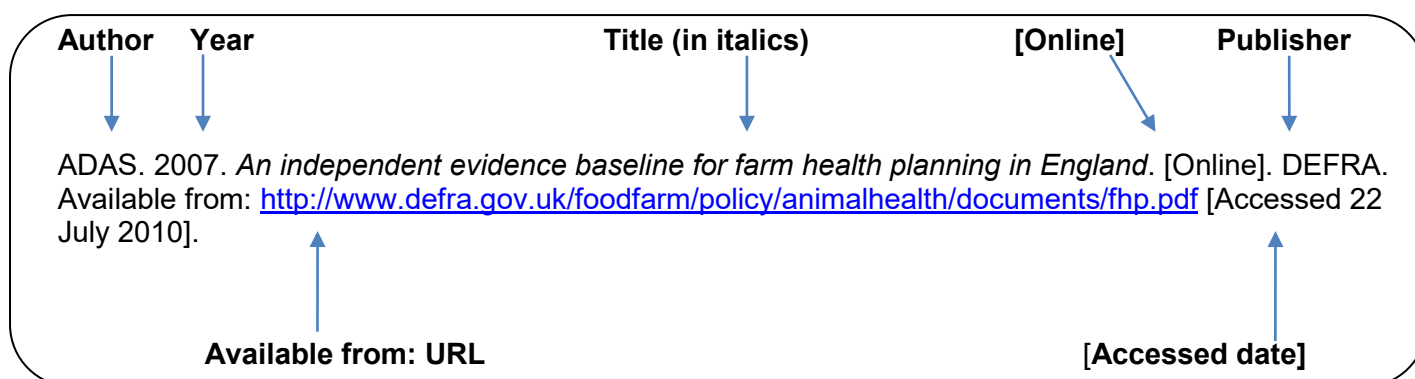 Author Year Title (in italics) [Online] Publisher
ADAS. 2007. An independent evidence baseline for farm health planning in England. [Online]. DEFRA.
Available from: http://www.defra.gov.uk/foodfarm/policy/animalhealth/documents/fhp.pdf [Accessed 22
July 2010].
Available from: URL [Accessed date]